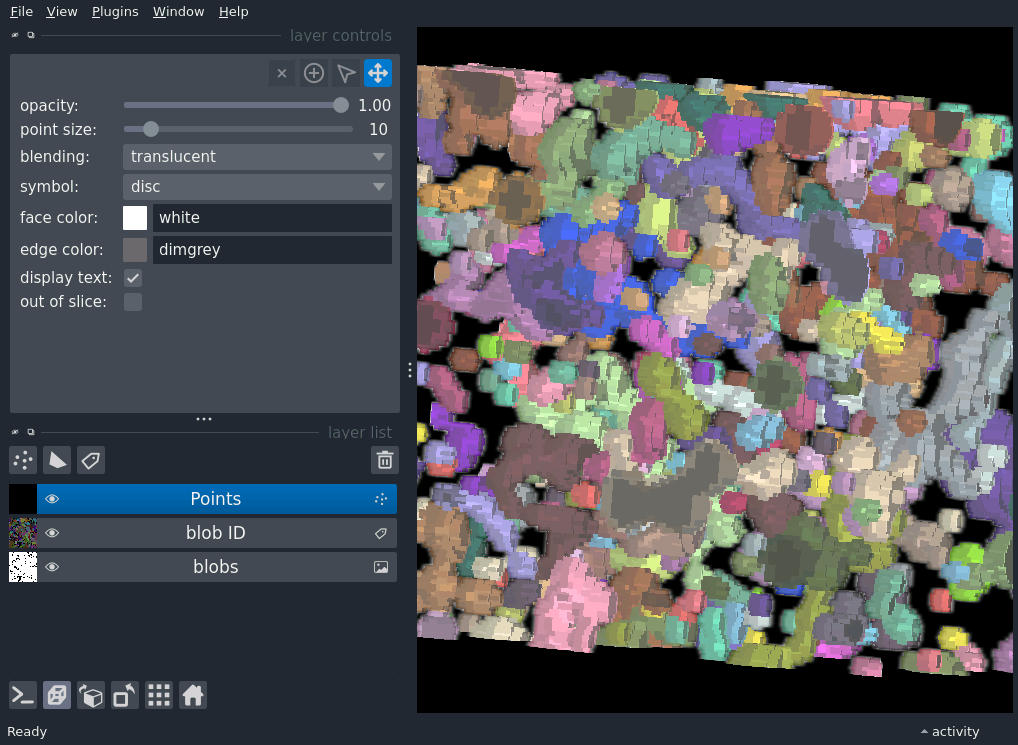 File View Plugins Window Help
layer controls
opacity: 1.00
point size: 10
blending: translucent
symbol: disc
face color: white
edge color: dimgrey
display text:
out of slice:
layer list
Points
blob ID
blobs
Ready activity